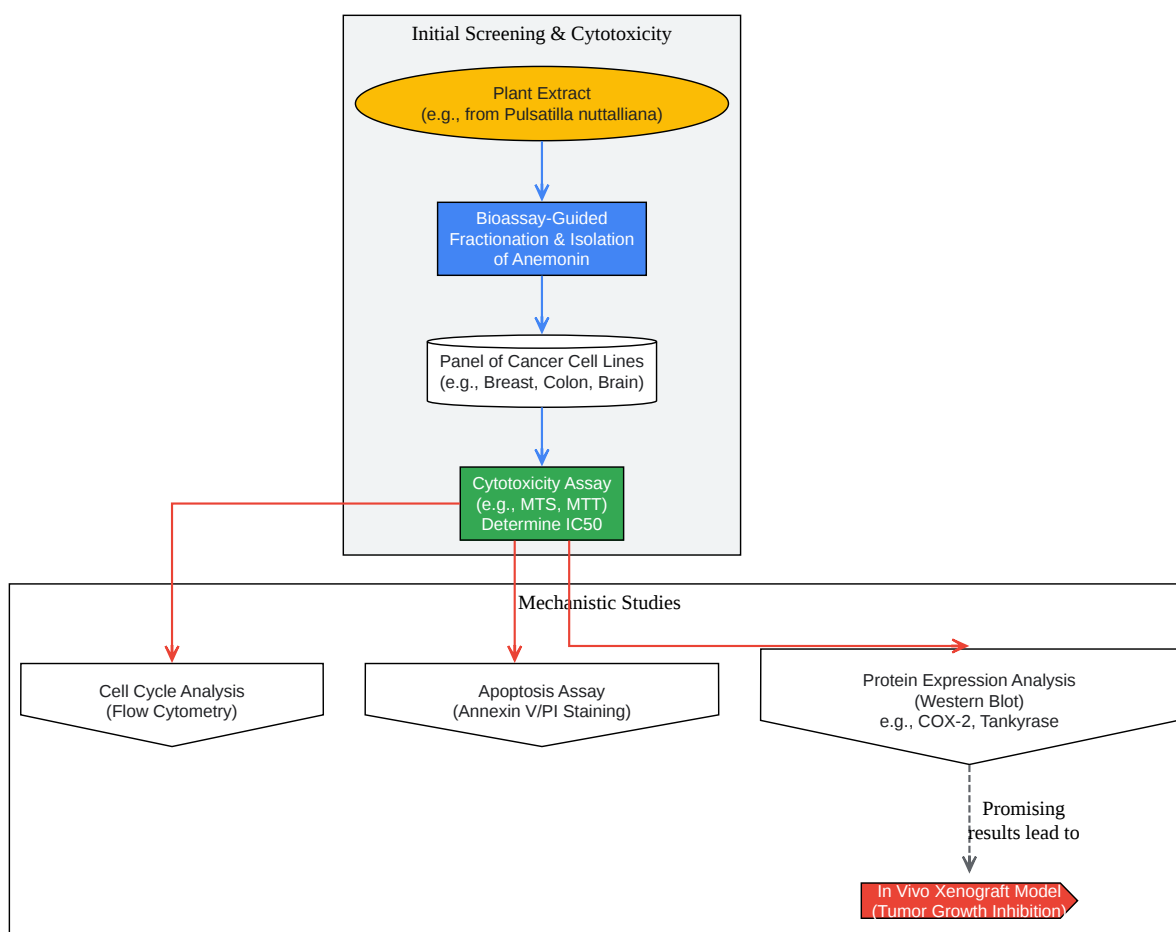 Initial Screening & Cytotoxicity
Plant Extract
(e.g., from Pulsatilla nuttalliana)
Bioassay-Guided
Fractionation & Isolation
of Anemonin
Panel of Cancer Cell Lines
(e.g., Breast, Colon, Brain)
Cytotoxicity Assay
(e.g., MTS, MTT)
Determine IC50
Mechanistic Studies
Cell Cycle Analysis
(Flow Cytometry)
Apoptosis Assay
(Annexin V/PI Staining)
Protein Expression Analysis
(Western Blot)
e.g., COX-2, Tankyrase
Promising
results lead to
In Vivo Xenograft Model
(Tumor Growth Inhibition)